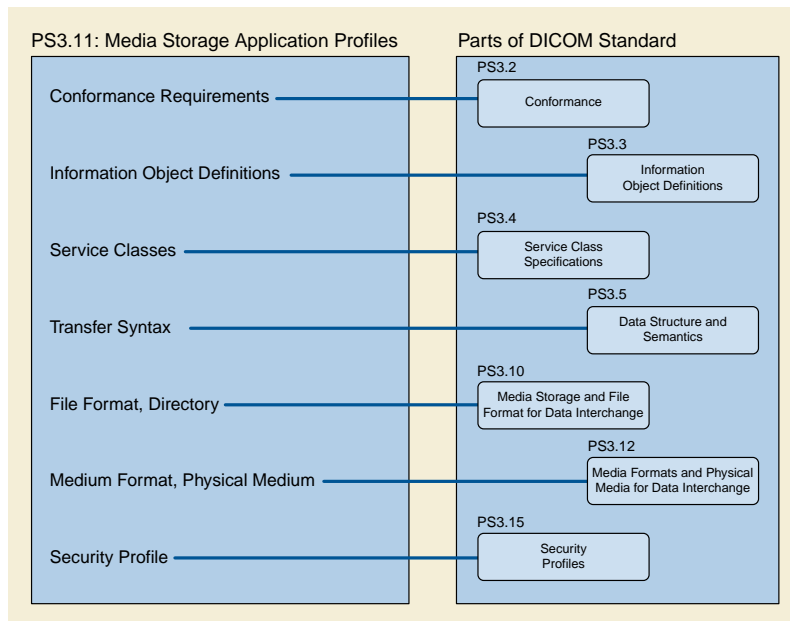 PS3.11: Media Storage Application Profiles
Parts of DICOM Standard
Conformance Requirements
PS3.2
Conformance
Information Object Definitions
PS3.3
Information
Object Definitions
Service Classes
PS3.4
Service Class
Specifications
Transfer Syntax
PS3.5
Data Structure and
Semantics
File Format, Directory
PS3.10
Media Storage and File
Format for Data Interchange
Medium Format, Physical Medium
PS3.12
Media Formats and Physical
Media for Data Interchange
Security Profile
PS3.15
Security
Profiles